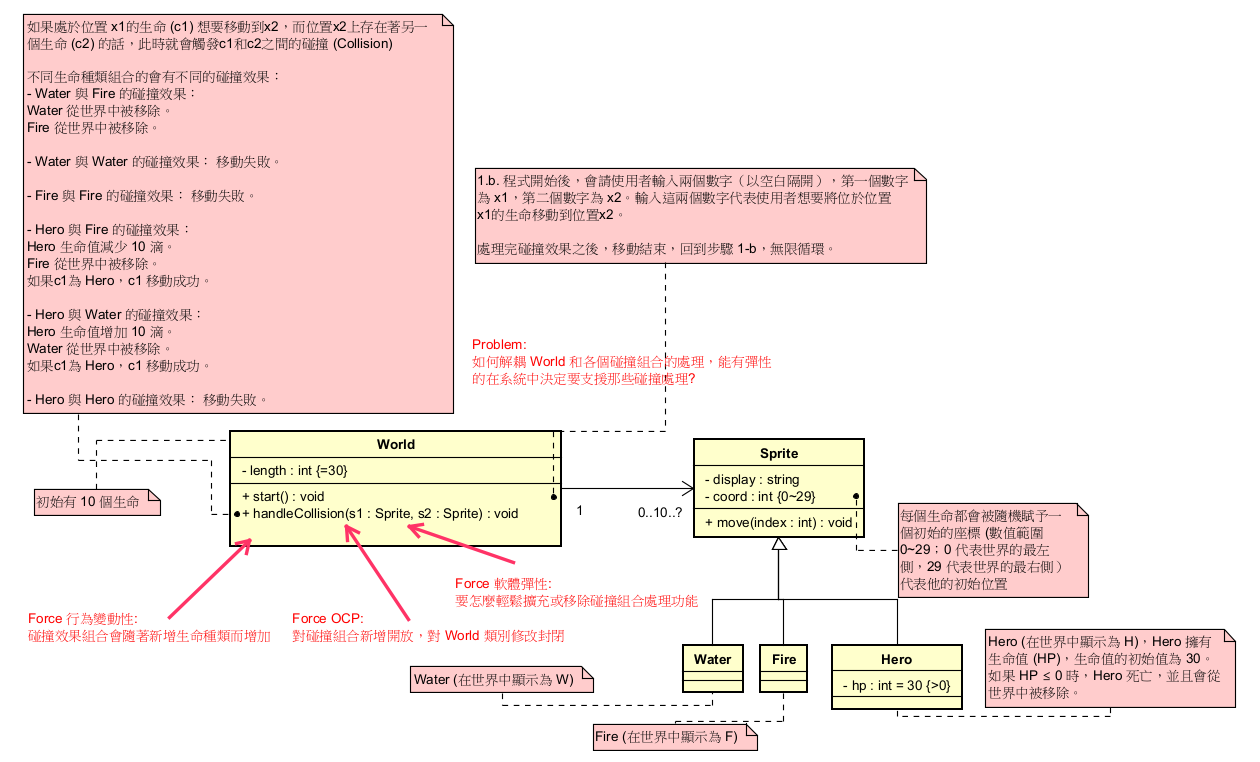 如果處於位置 x1的生命 (c1) 想要移動到x2，而位置x2上存在著另一
個生命 (c2) 的話，此時就會觸發c1和c2之間的碰撞 (Collision)
不同生命種類組合的會有不同的碰撞效果：
- Water 與 Fire 的碰撞效果：
Water 從世界中被移除。
Fire 從世界中被移除。
- Water 與 Water 的碰撞效果： 移動失敗。
- Fire 與 Fire 的碰撞效果： 移動失敗。
- Hero 與 Fire 的碰撞效果：
Hero 生命值減少 10 滴。
Fire 從世界中被移除。
如果c1為 Hero，c1 移動成功。
- Hero 與 Water 的碰撞效果：
Hero 生命值增加 10 滴。
Water 從世界中被移除。
如果c1為 Hero，c1 移動成功。
- Hero 與 Hero 的碰撞效果： 移動失敗。
1.b. 程式開始後，會請使用者輸入兩個數字（以空白隔開），第一個數字
為 x1，第二個數字為 x2。輸入這兩個數字代表使用者想要將位於位置
x1的生命移動到位置x2。
處理完碰撞效果之後，移動結束，回到步驟 1-b，無限循環。
Problem:
如何解耦 World 和各個碰撞組合的處理，能有彈性
的在系統中決定要支援那些碰撞處理?
初始有 10 個生命
World
- length : int {=30}
+ start() : void
+ handleCollision(s1 : Sprite, s2 : Sprite) : void
1
0..10..?
Sprite
- display : string
- coord : int {0~29}
+ move(index : int) : void
每個生命都會被隨機賦予一
個初始的座標 (數值範圍
0~29；0 代表世界的最左
側，29 代表世界的最右側）
代表他的初始位置
Force 軟體彈性:
要怎麼輕鬆擴充或移除碰撞組合處理功能
Force 行為變動性:
碰撞效果組合會隨著新增生命種類而增加
Force OCP:
對碰撞組合新增開放，對 World 類別修改封閉
Water
Fire
Hero
- hp : int = 30 {>0}
Hero (在世界中顯示為 H)，Hero 擁有
生命值 (HP)，生命值的初始值為 30。
如果 HP ≤ 0 時，Hero 死亡，並且會從
世界中被移除。
Water (在世界中顯示為 W)
Fire (在世界中顯示為 F)